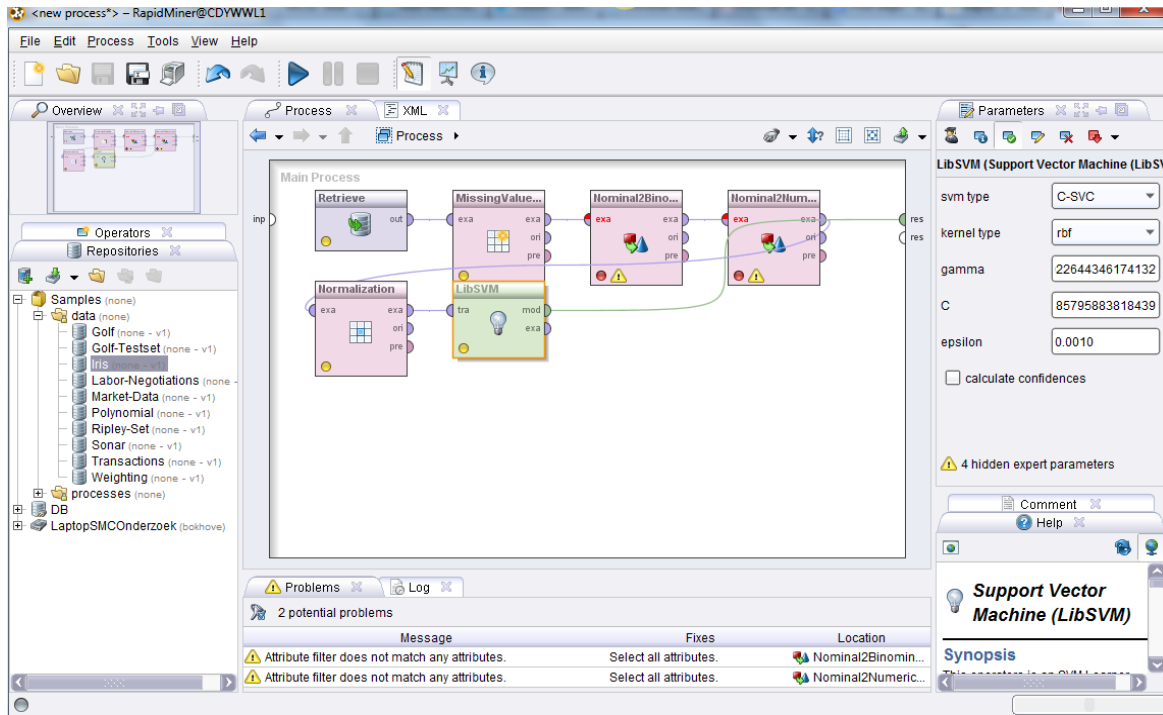 <new process*> – RapidMiner@CDYWWL1
File Edit Process Tools View Help
Overview
Process
XML
Parameters
Process
LibSVM (Support Vector Machine (LibSV
Main Process
inp
Retrieve
out
MissingValue...
exa exa
ori
pre
Nominal2Bino...
exa exa
ori
pre
Nominal2Num...
exa exa
ori
pre
res
res
Normalization
exa exa
ori
pre
LibSVM
tra mod
exa
svm type C-SVC
kernel type rbf
gamma 22644346174132
C 85795883818439
epsilon 0.0010
calculate confidences
4 hidden expert parameters
Operators
Repositories
Samples (none)
data (none)
Golf (none - v1)
Golf-Testset (none - v1)
Iris (none - v1)
Labor-Negotiations (none -
Market-Data (none - v1)
Polynomial (none - v1)
Ripley-Set (none - v1)
Sonar (none - v1)
Transactions (none - v1)
Weighting (none - v1)
processes (none)
DB
LaptopSMCOnderzoek (bokhove)
Comment
Help
Support Vector
Machine (LibSVM)
Synopsis
Problems
Log
2 potential problems
Message Fixes Location
Attribute filter does not match any attributes. Select all attributes. Nominal2Binomin...
Attribute filter does not match any attributes. Select all attributes. Nominal2Numeric...